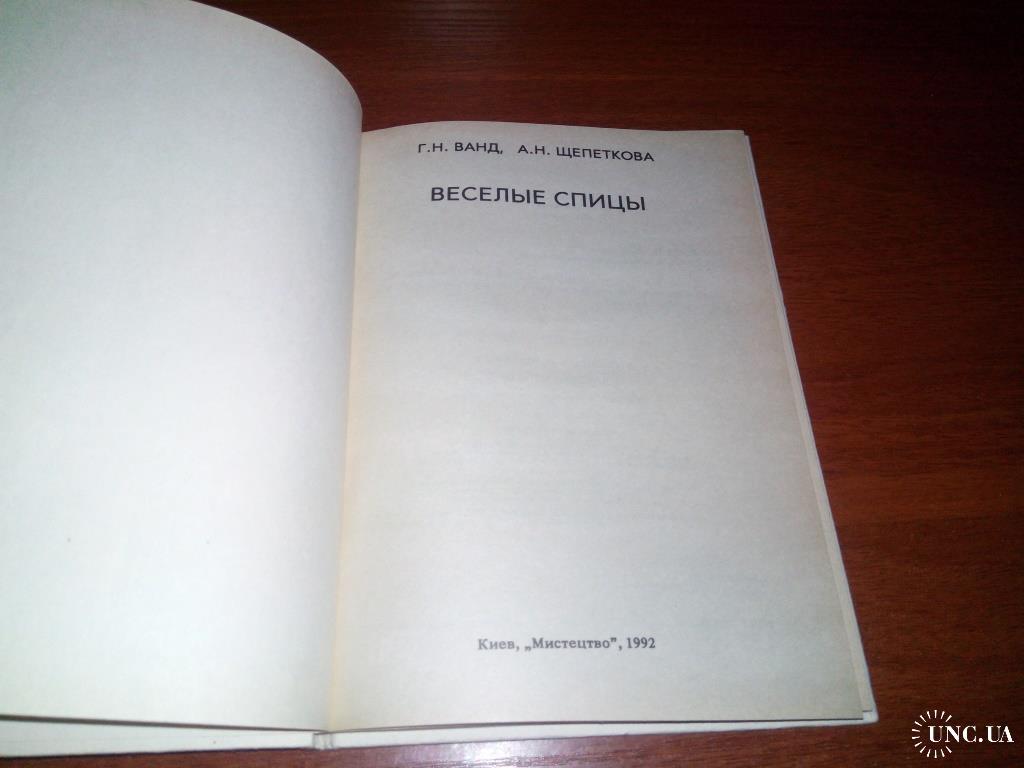 Г.Н. ВАНД, А.Н. ЩЕПЕТКОВА
ВЕСЕЛЫЕ СПИЦЫ
Киев, „Мистецтво”, 1992
UNC.UA